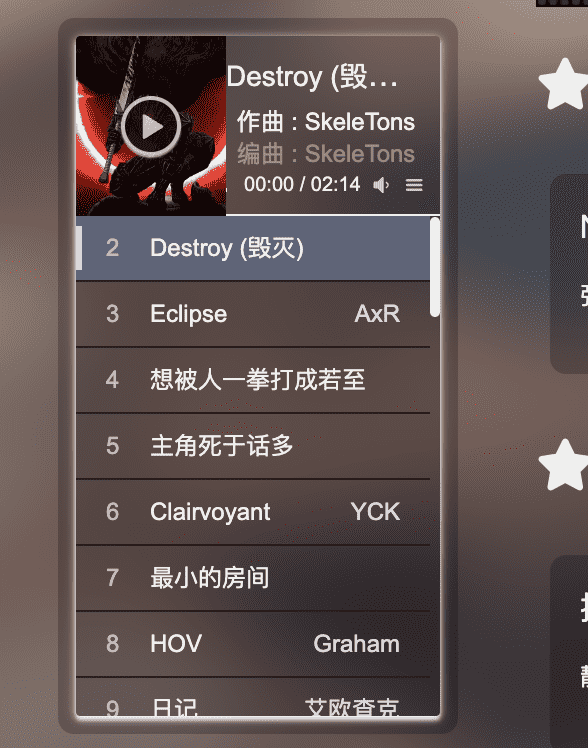 Destroy (毁...
作曲 : SkeleTons
编曲 : SkeleTons
00:00 / 02:14
2 Destroy (毁灭)
3 Eclipse AxR
4 想被人一拳打成若至
5 主角死于话多
6 Clairvoyant YCK
7 最小的房间
8 HOV Graham
9 日记 艾欧查克